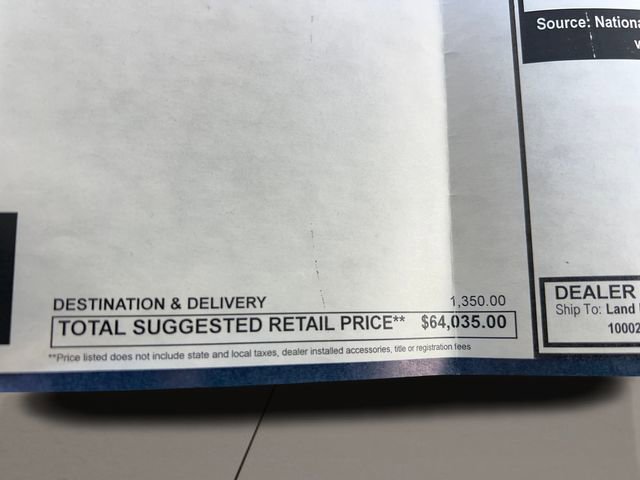 Source: Nationa
DESTINATION & DELIVERY 1,350.00
TOTAL SUGGESTED RETAIL PRICE** $64,035.00
**Price listed does not include state and local taxes, dealer installed accessories, title or registration fees
DEALER
Ship To: Land
10002